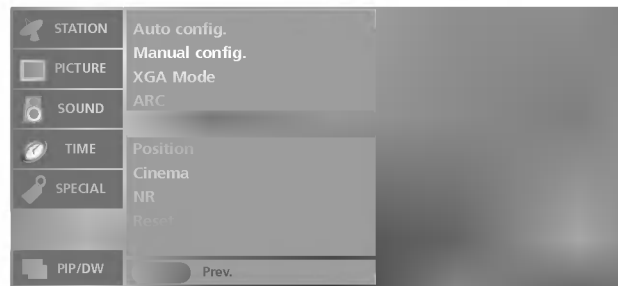 STATION
PICTURE
SOUND
TIME
SPECIAL
PIP/DW
Auto config.
Manual config.
XGA Mode
ARC
Position
Cinema
NR
Reset
Prev.